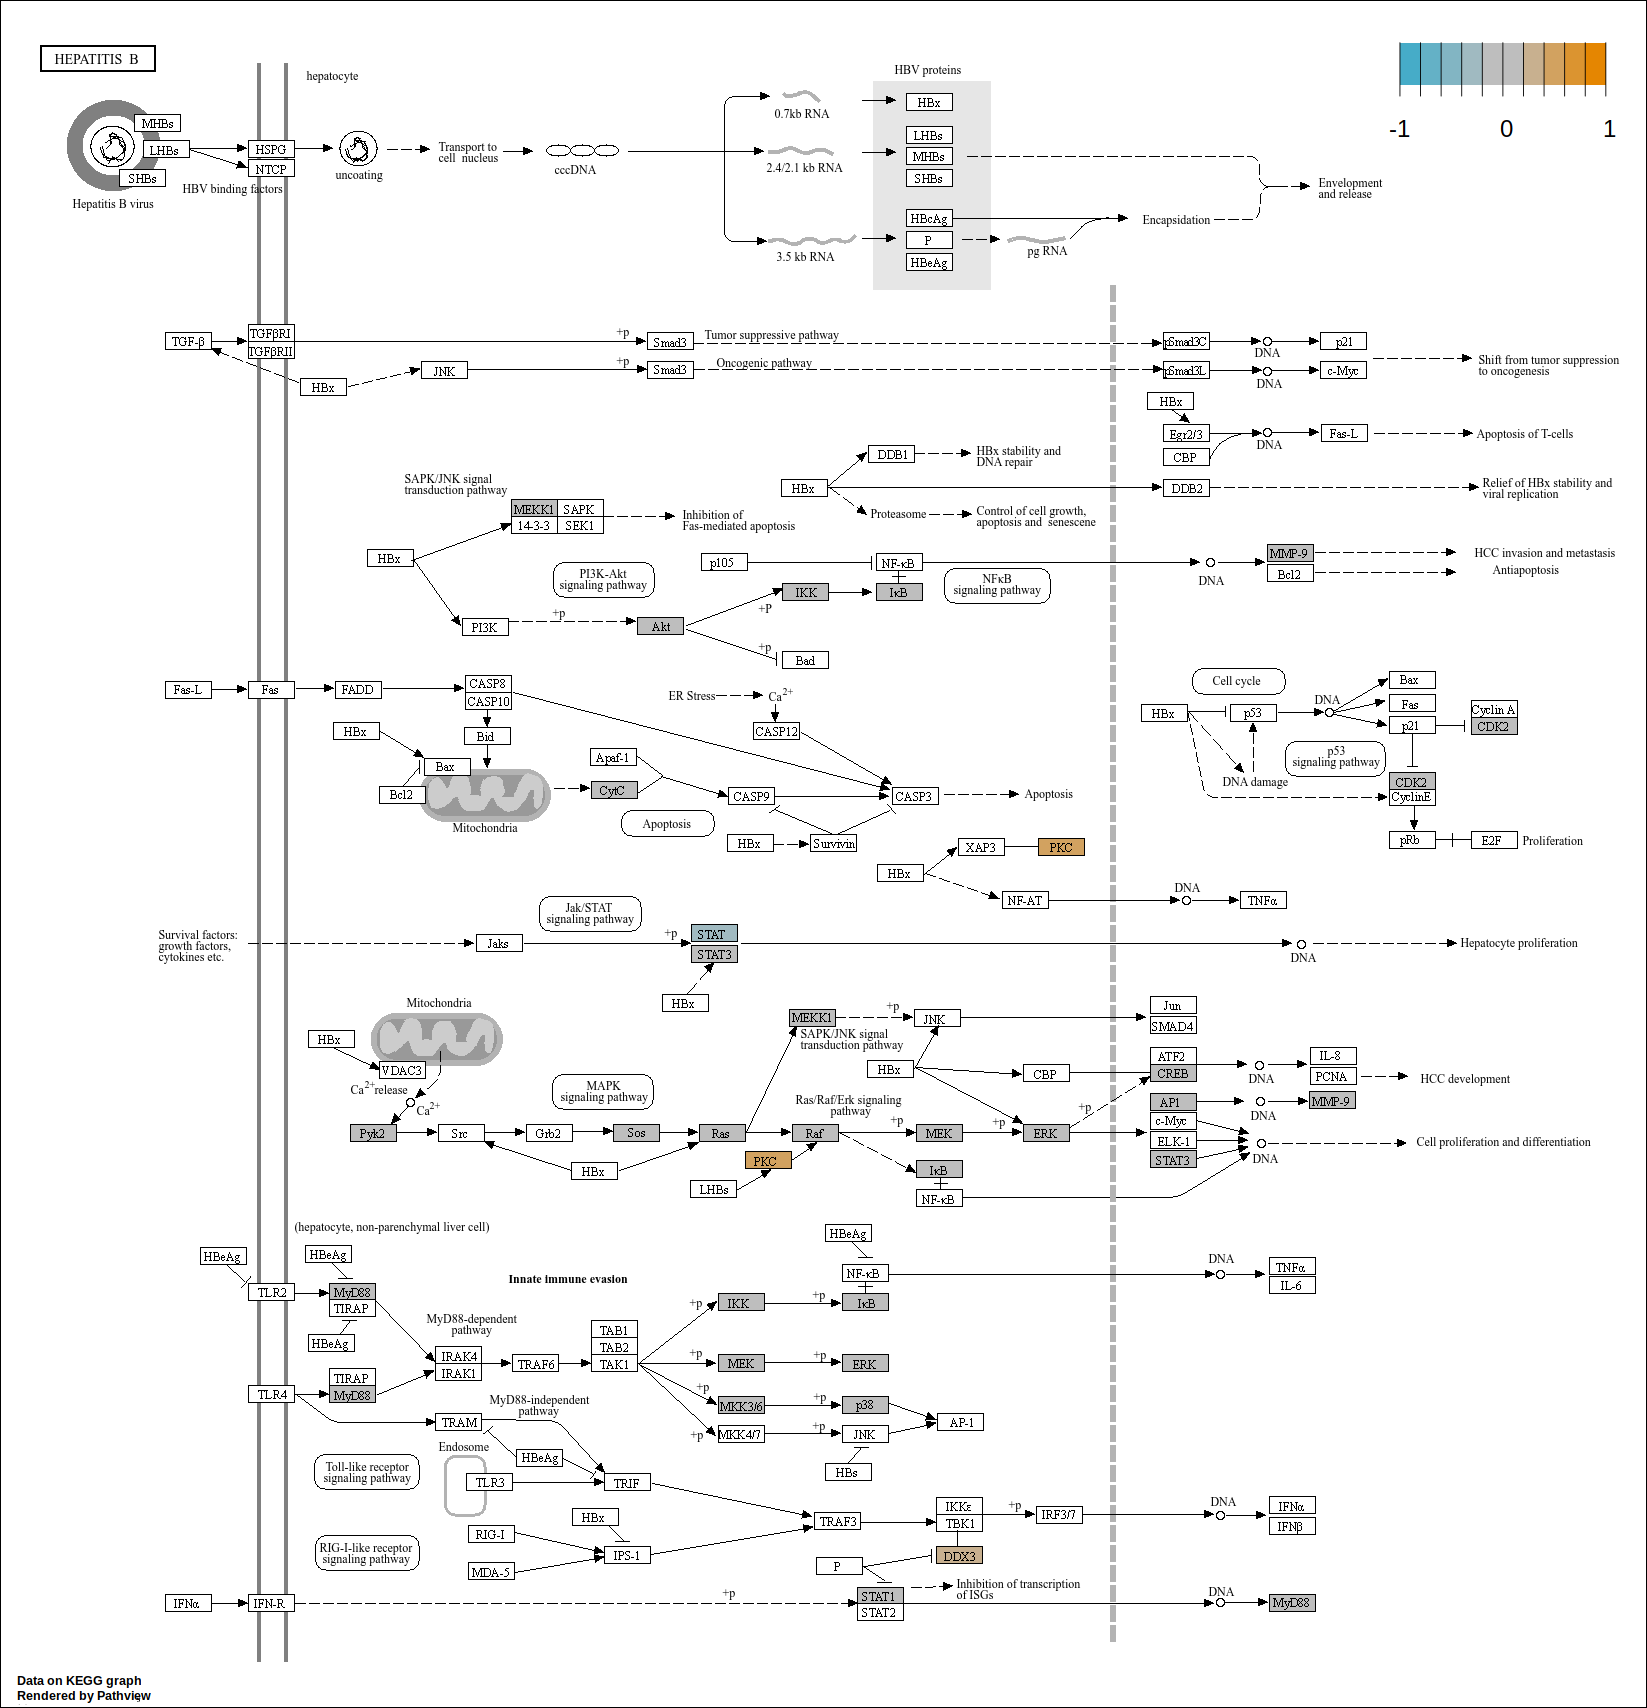 HEPATITIS B
hepatocyte
-1 0 1
HBV proteins
MHBs
LHBs
SHBs
Hepatitis B virus
HSPG
NTCP
HBV binding factors
uncoating
Transport to
cell nucleus
cccDNA
0.7kb RNA
2.4/2.1 kb RNA
3.5 kb RNA
HBx
LHBs
MHBs
SHBs
HBcAg
P
HBeAg
pg RNA
Encapsidation
Envelopment
and release
TGF-β
TGFβRI
TGFβRII
HBx
JNK
+p
Smad3
Tumor suppressive pathway
+p
Smad3
Oncogenic pathway
pSmad3C
DNA
p21
pSmad3L
DNA
c-Myc
Shift from tumor suppression
to oncogenesis
HBx
Egr2/3
CBP
DNA
Fas-L
Apoptosis of T-cells
DDB1
HBx stability and
DNA repair
HBx
DDB2
Relief of HBx stability and
viral replication
Proteasome
Control of cell growth,
apoptosis and senescene
SAPK/JNK signal
transduction pathway
MEKK1
SAPK
14-3-3
SEK1
Inhibition of
Fas-mediated apoptosis
HBx
p105
NF-κB
PI3K-Akt
signaling pathway
IKK
IκB
NFκB
signaling pathway
DNA
MMP-9
Bcl2
HCC invasion and metastasis
Antiapoptosis
PI3K
+p
Akt
+P
+p
Bad
Fas-L
Fas
FADD
CASP8
CASP10
ER Stress
Ca2+
CASP12
HBx
Bid
Bax
Bcl2
Mitochondria
Apaf-1
CytC
CASP9
CASP3
Apoptosis
Apoptosis
HBx
Survivin
Cell cycle
HBx
p53
DNA
Bax
Fas
p21
Cyclin A
CDK2
p53
signaling pathway
DNA damage
CDK2
CyclinE
pRb
E2F
Proliferation
XAP3
PKC
HBx
NF-AT
DNA
TNFα
Jak/STAT
signaling pathway
Survival factors:
growth factors,
cytokines etc.
Jaks
+p
STAT
STAT3
HBx
DNA
Hepatocyte proliferation
Mitochondria
HBx
VDAC3
Ca2+release
Ca2+
MAPK
signaling pathway
MEKK1
+p
JNK
SAPK/JNK signal
transduction pathway
HBx
CBP
Jun
SMAD4
ATF2
CREB
DNA
IL-8
PCNA
HCC development
Ras/Raf/Erk signaling
pathway
+p
Pyk2
Src
Grb2
Sos
Ras
Raf
+p
MEK
+p
ERK
AP1
DNA
MMP-9
c-Myc
ELK-1
STAT3
DNA
Cell proliferation and differentiation
HBx
PKC
LHBs
IκB
NF-κB
(hepatocyte, non-parenchymal liver cell)
HBeAg
HBeAg
HBeAg
TLR2
MyD88
TIRAP
HBeAg
Innate immune evasion
NF-κB
DNA
TNFα
IL-6
+p
IKK
+p
IκB
MyD88-dependent
pathway
TAB1
TAB2
TAK1
IRAK4
IRAK1
TRAF6
+p
MEK
+p
ERK
TIRAP
MyD88
TLR4
+p
MKK3/6
+p
p38
AP-1
+p
MKK4/7
+p
JNK
HBs
MyD88-independent
pathway
TRAM
Endosome
HBeAg
TLR3
TRIF
Toll-like receptor
signaling pathway
RIG-I-like receptor
signaling pathway
HBx
RIG-I
MDA-5
IPS-1
TRAF3
IKKε
TBK1
+p
IRF3/7
DNA
IFNα
IFNβ
DDX3
P
IFNα
IFN-R
+p
STAT1
STAT2
Inhibition of transcription
of ISGs
DNA
MyD88
Data on KEGG graph
Rendered by Pathview